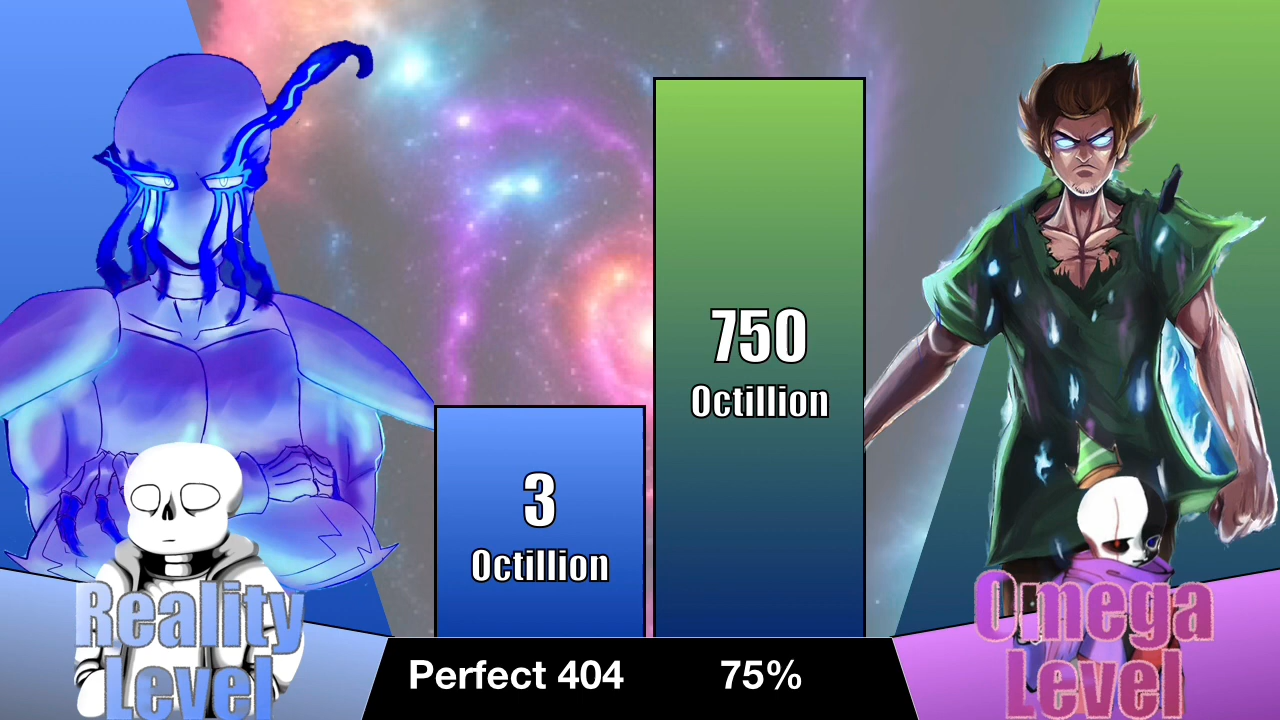 750
Octillion
3
Octillion
Reality
Level
Perfect 404
75%
Omega
Level